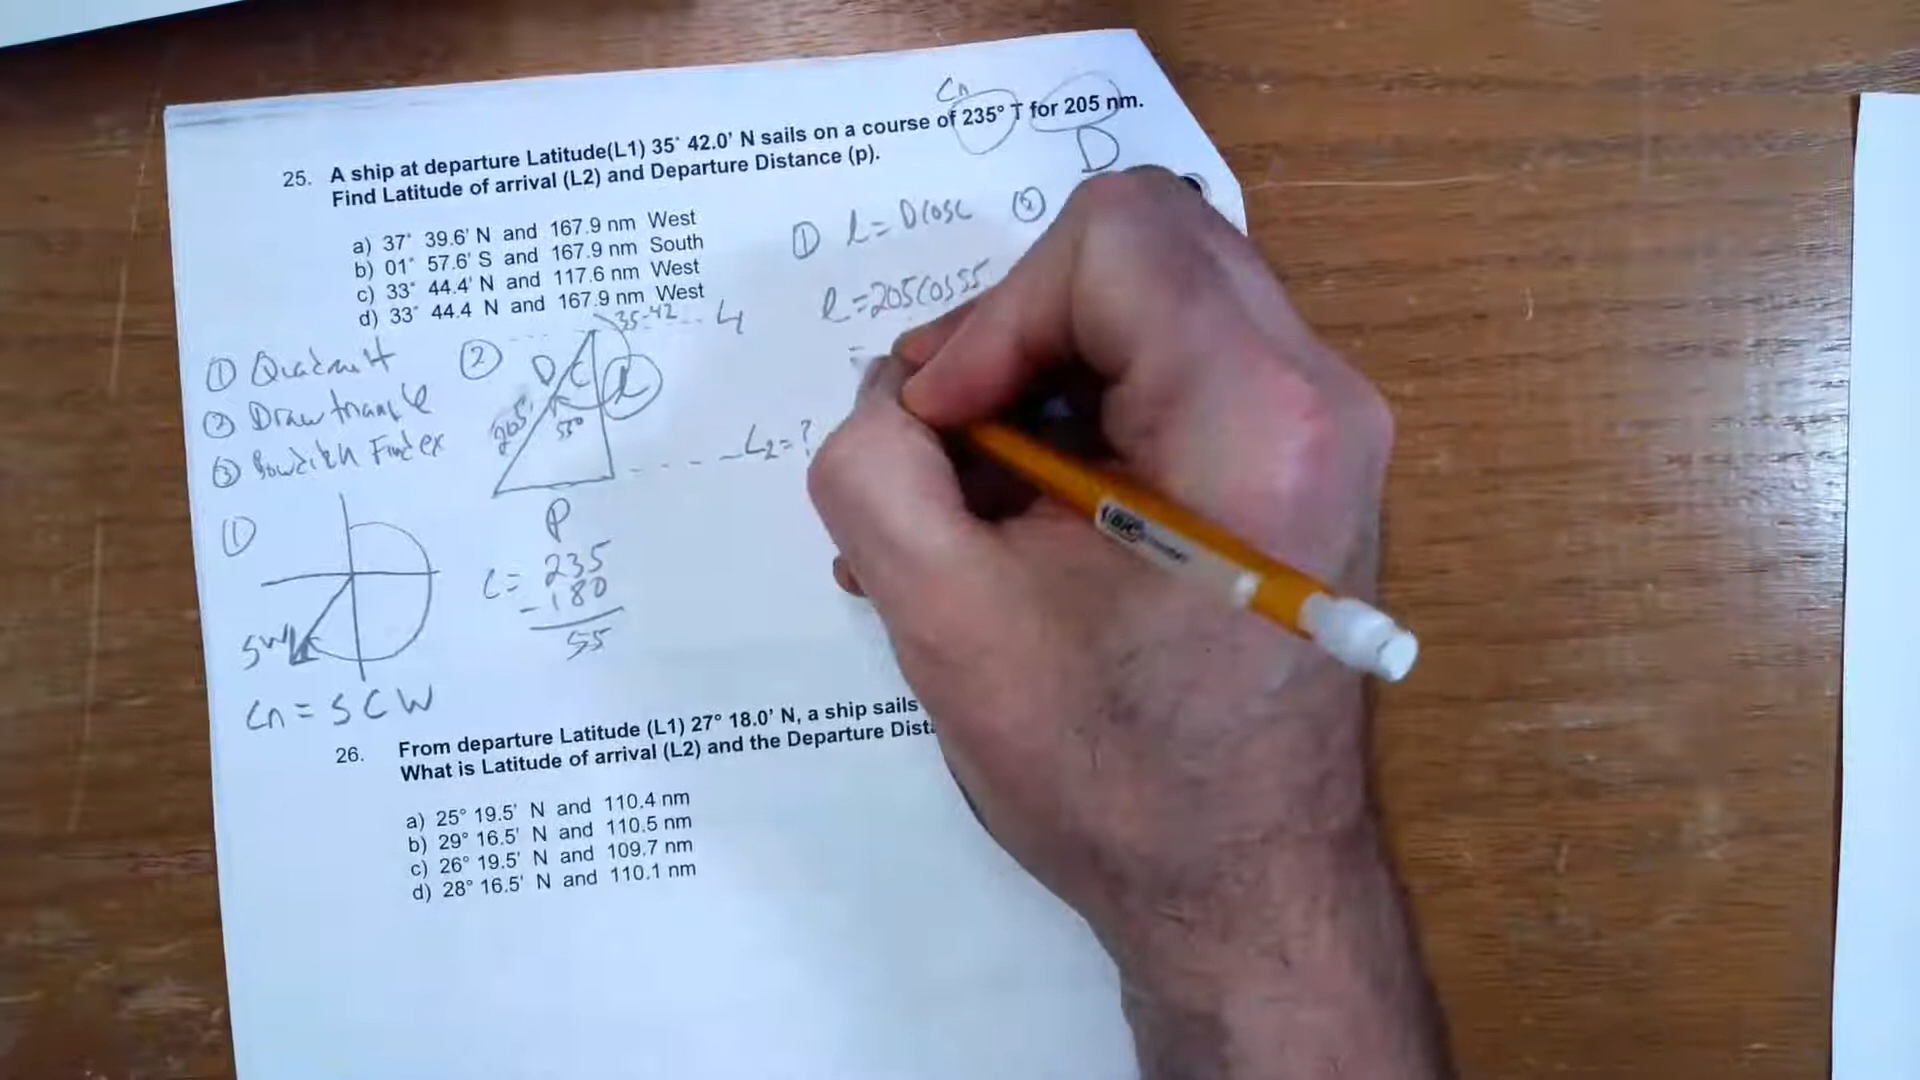 Cn
25. A ship at departure Latitude(L1) 35° 42.0' N sails on a course of 235° T for 205 nm.
Find Latitude of arrival (L2) and Departure Distance (p).
D
a) 37° 39.6' N and 167.9 nm West
b) 01° 57.6' S and 167.9 nm South
c) 33° 44.4' N and 117.6 nm West
d) 33° 44.4 N and 167.9 nm West
① l = D cos C
l = 205 cos 55
=
① Quadrant
② Draw triangle
③ Bowditch Index
②
35-42 L1
D C l
205'
55°
L2 = ?
P
①
SW
Cn = S C W
C = 235
- 180
55
26. From departure Latitude (L1) 27° 18.0' N, a ship sails
What is Latitude of arrival (L2) and the Departure
a) 25° 19.5' N and 110.4 nm
b) 29° 16.5' N and 110.5 nm
c) 26° 19.5' N and 109.7 nm
d) 28° 16.5' N and 110.1 nm
BIC